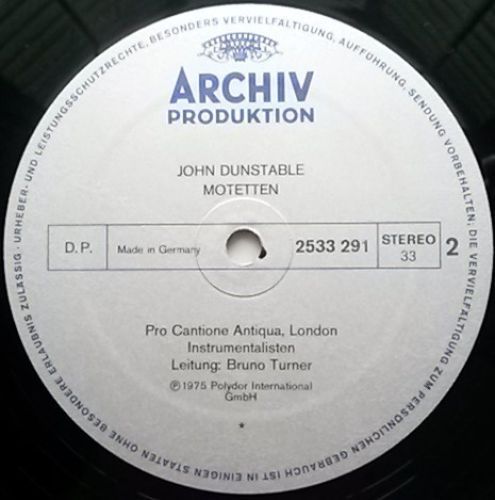 URHEBER- UND LEISTUNGSSCHUTZRECHTE, BESONDERS VERVIELFÄLTIGUNG, AUFFÜHRUNG, SENDUNG VORBEHALTEN; DIE VERVIELFÄLTIGUNG ZUM PERSÖNLICHEN GEBRAUCH IST IN EINIGEN STAATEN OHNE BESONDERE ERLAUBNIS ZULÄSSIG ·
ARCHIV
PRODUKTION
JOHN DUNSTABLE
MOTETTEN
D. P. Made in Germany 2533 291 STEREO 2
33
Pro Cantione Antiqua, London
Instrumentalisten
Leitung: Bruno Turner
Ⓟ1975 Polydor International
GmbH
*